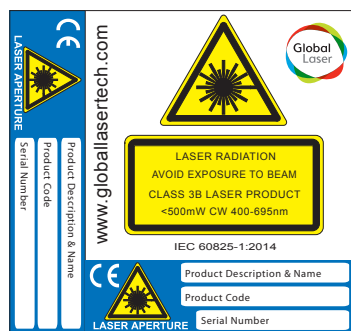 CE
LASER APERTURE
Product Description & Name
Product Code
Serial Number
www.globallasertech.com
Global
Laser
LASER RADIATION
AVOID EXPOSURE TO BEAM
CLASS 3B LASER PRODUCT
<500mW CW 400-695nm
IEC 60825-1:2014
CE
LASER APERTURE
Product Description & Name
Product Code
Serial Number